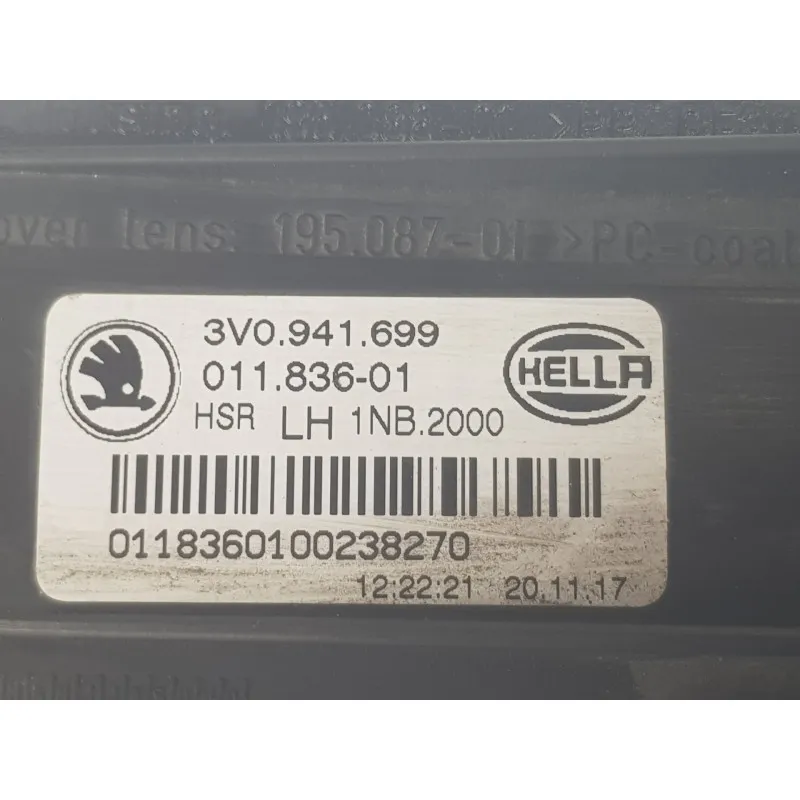 over lens: 195.087-01 >PC-coat
3V0.941.699
011.836-01
HELLA
HSR LH 1NB.2000
0118360100238270
12:22:21 20.11.17